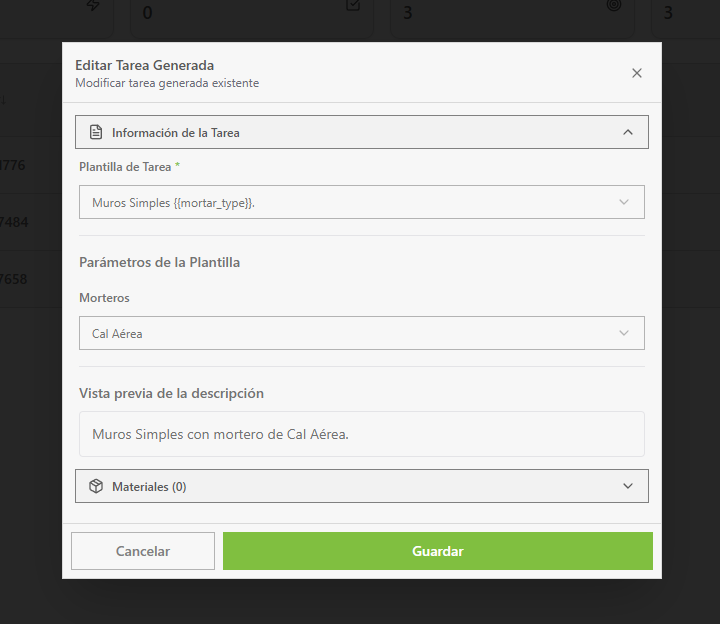 0
3
3
Editar Tarea Generada
Modificar tarea generada existente
Información de la Tarea
Plantilla de Tarea *
Muros Simples {{mortar_type}}.
Parámetros de la Plantilla
Morteros
Cal Aérea
Vista previa de la descripción
Muros Simples con mortero de Cal Aérea.
Materiales (0)
Cancelar
Guardar
1776
7484
7658